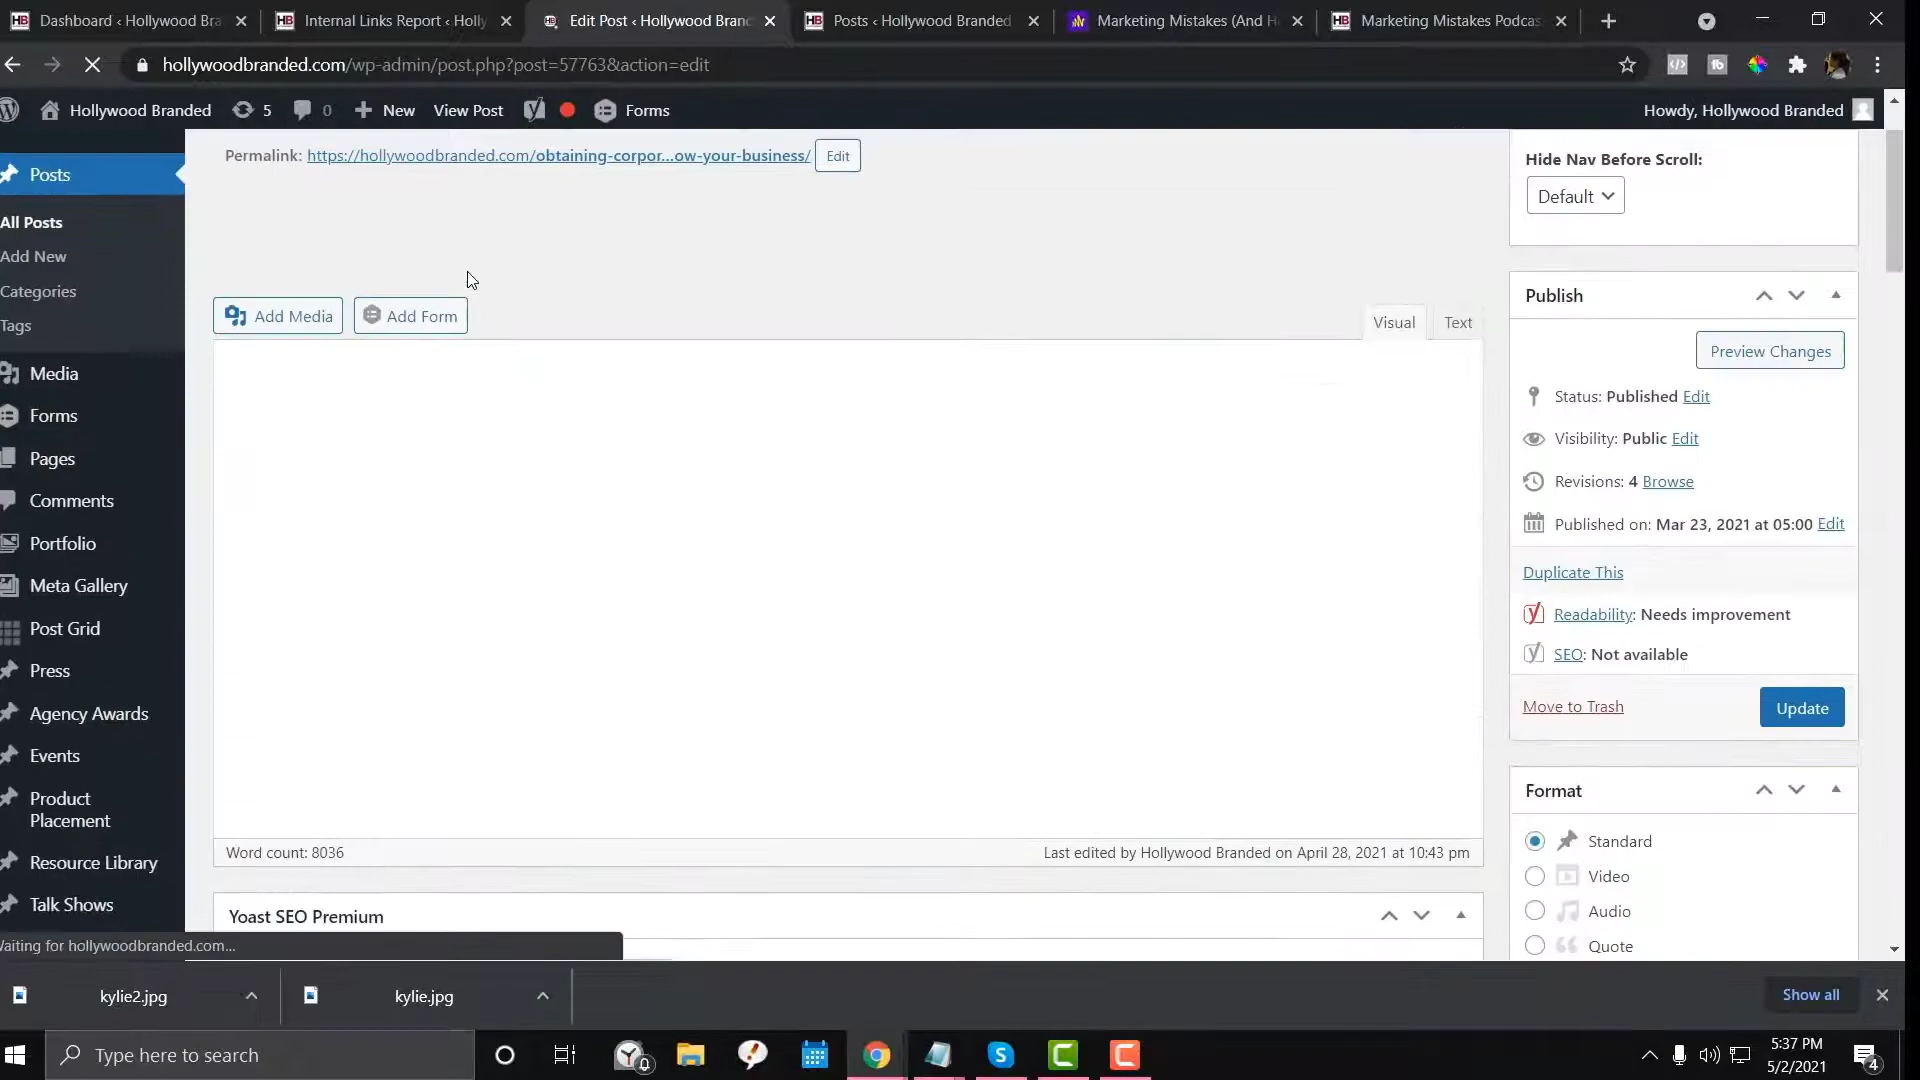 Dashboard ‹ Hollywood Bra
Internal Links Report ‹ Holly
Edit Post ‹ Hollywood Branc
Posts ‹ Hollywood Branded
Marketing Mistakes (And H
Marketing Mistakes Podcas
hollywoodbranded.com/wp-admin/post.php?post=57763&action=edit
Hollywood Branded
5
0
New
View Post
Forms
Howdy, Hollywood Branded
Posts
All Posts
Add New
Categories
Tags
Media
Forms
Pages
Comments
Portfolio
Meta Gallery
Post Grid
Press
Agency Awards
Events
Product
Placement
Resource Library
Talk Shows
Permalink: https://hollywoodbranded.com/obtaining-corpor...ow-your-business/
Edit
Add Media
Add Form
Visual
Text
Word count: 8036
Last edited by Hollywood Branded on April 28, 2021 at 10:43 pm
Yoast SEO Premium
Hide Nav Before Scroll:
Default
Publish
Preview Changes
Status: Published Edit
Visibility: Public Edit
Revisions: 4 Browse
Published on: Mar 23, 2021 at 05:00 Edit
Duplicate This
Readability: Needs improvement
SEO: Not available
Move to Trash
Update
Format
Standard
Video
Audio
Quote
Waiting for hollywoodbranded.com...
kylie2.jpg
kylie.jpg
Show all
Type here to search
5:37 PM
5/2/2021
4